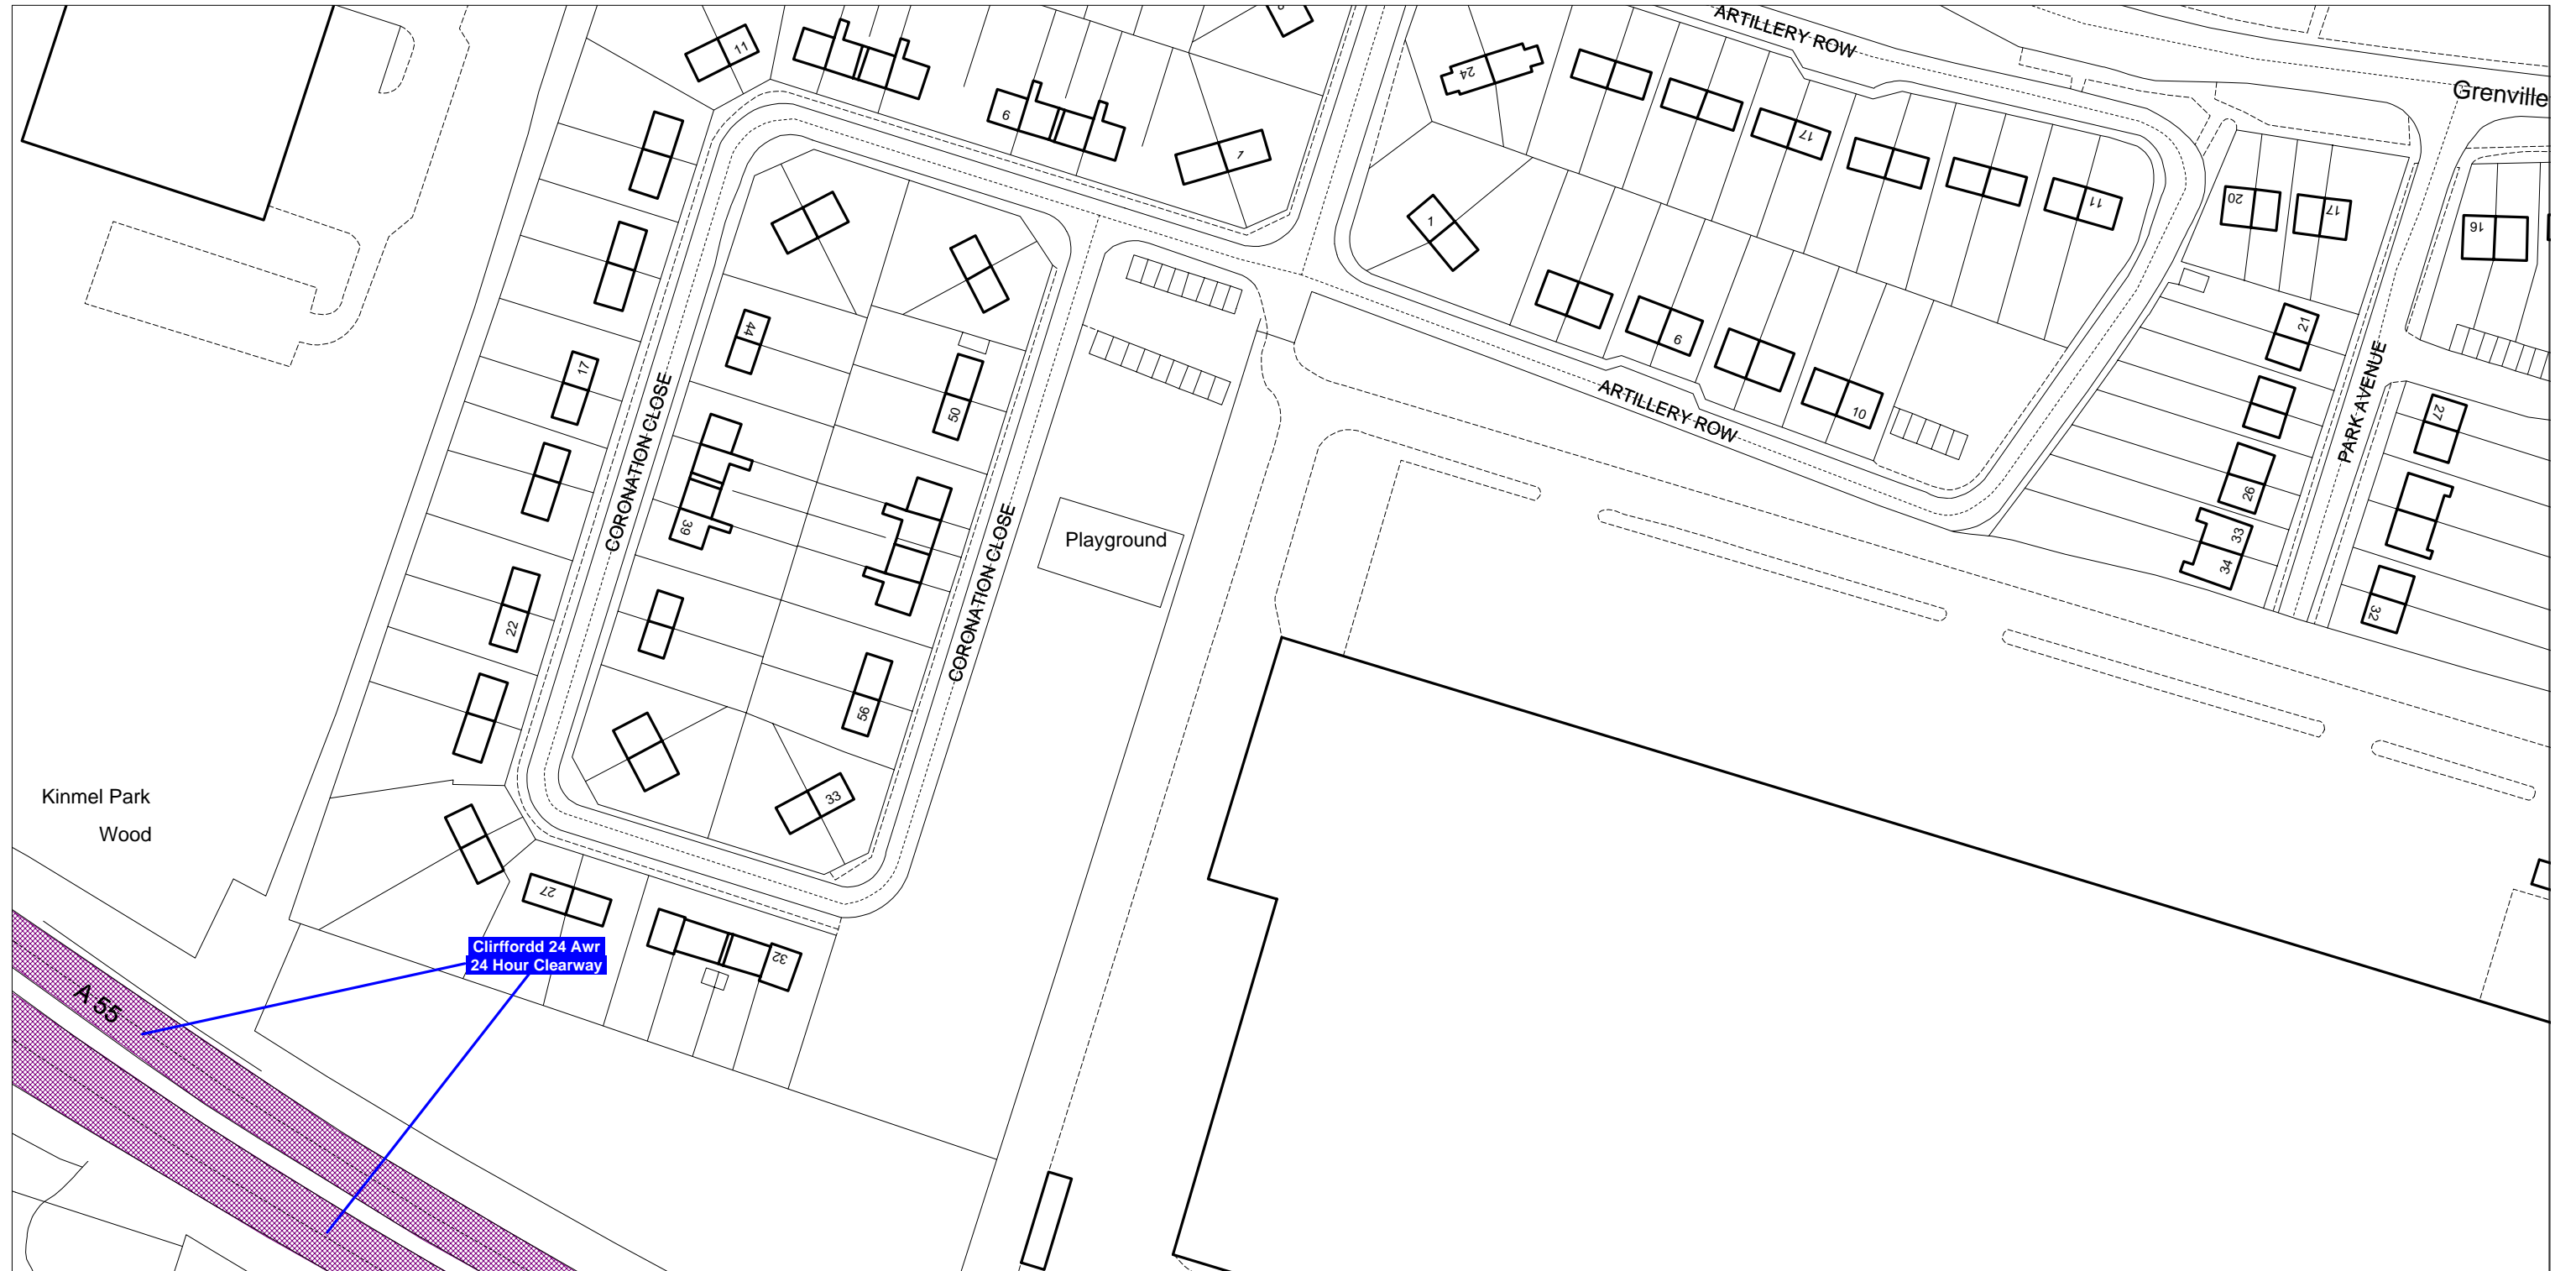 ARTILLERY ROW
Grenville
11
9
1
24
17
11
20
17
16
1
44
17
50
9
10
21
27
CORONATION CLOSE
ARTILLERY ROW
PARK AVENUE
26
39
Playground
CORONATION CLOSE
33
34
22
32
56
33
Kinmel Park
Wood
27
32
Clirffordd 24 Awr
24 Hour Clearway
A 55